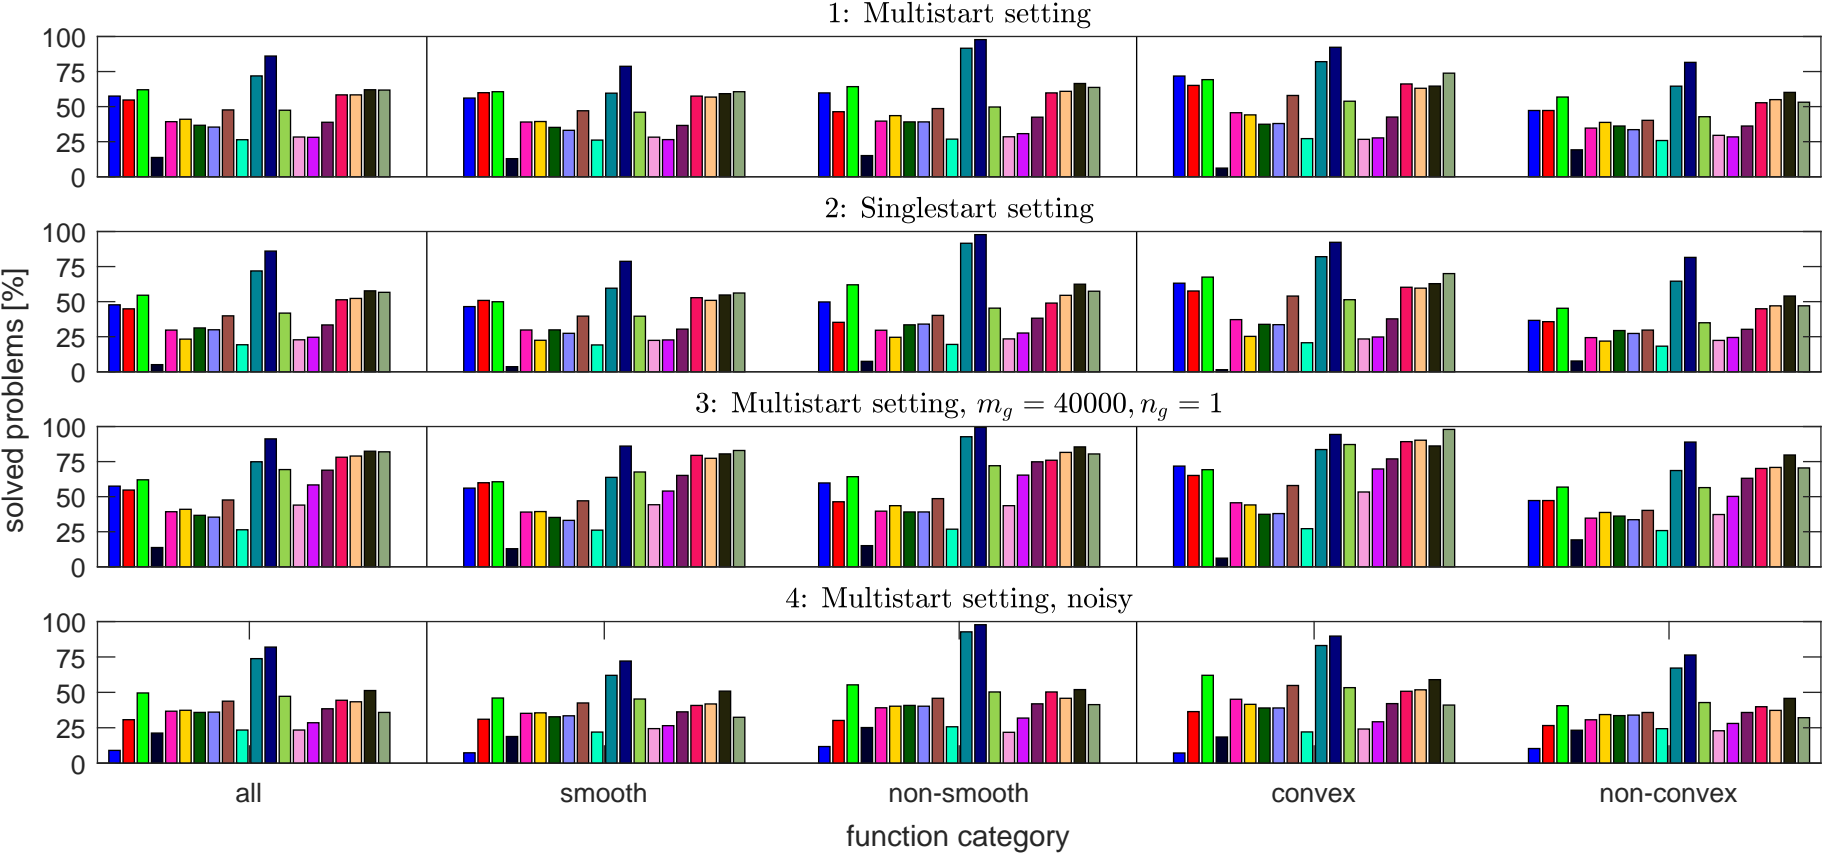 1: Multistart setting
100
75
50
25
0
2: Singlestart setting
100
75
50
25
0
3: Multistart setting, m_g = 40000, n_g = 1
100
75
50
25
0
4: Multistart setting, noisy
100
75
50
25
0
solved problems [%]
all smooth non-smooth convex non-convex
function category